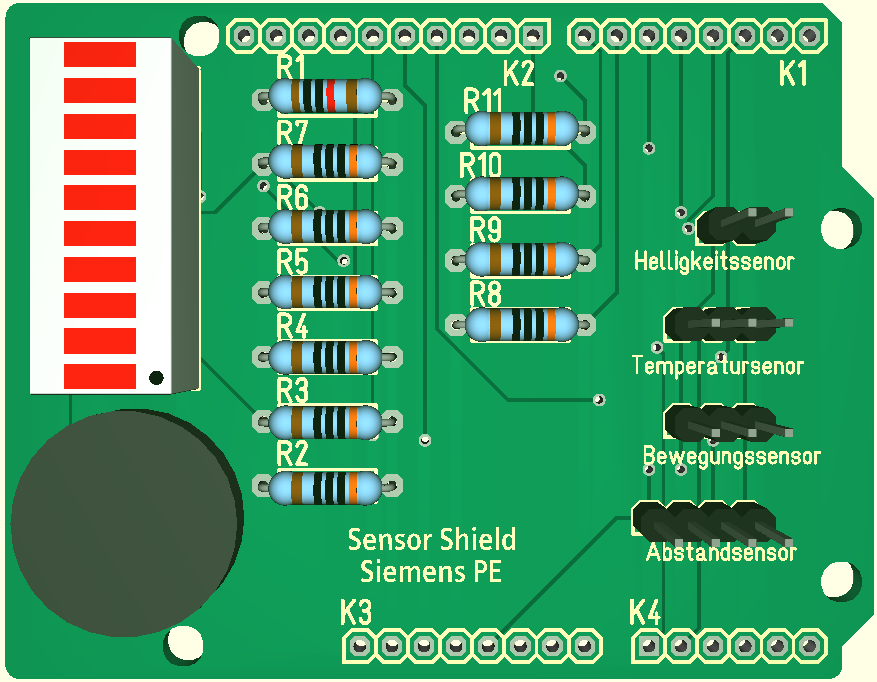 R1
K2
K1
R11
R7
R10
R6
R9
Helligkeitssenor
R5
R8
R4
Temperatursenor
R3
R2
Bewegungssensor
Sensor Shield
Siemens PE
Abstandsensor
K3
K4